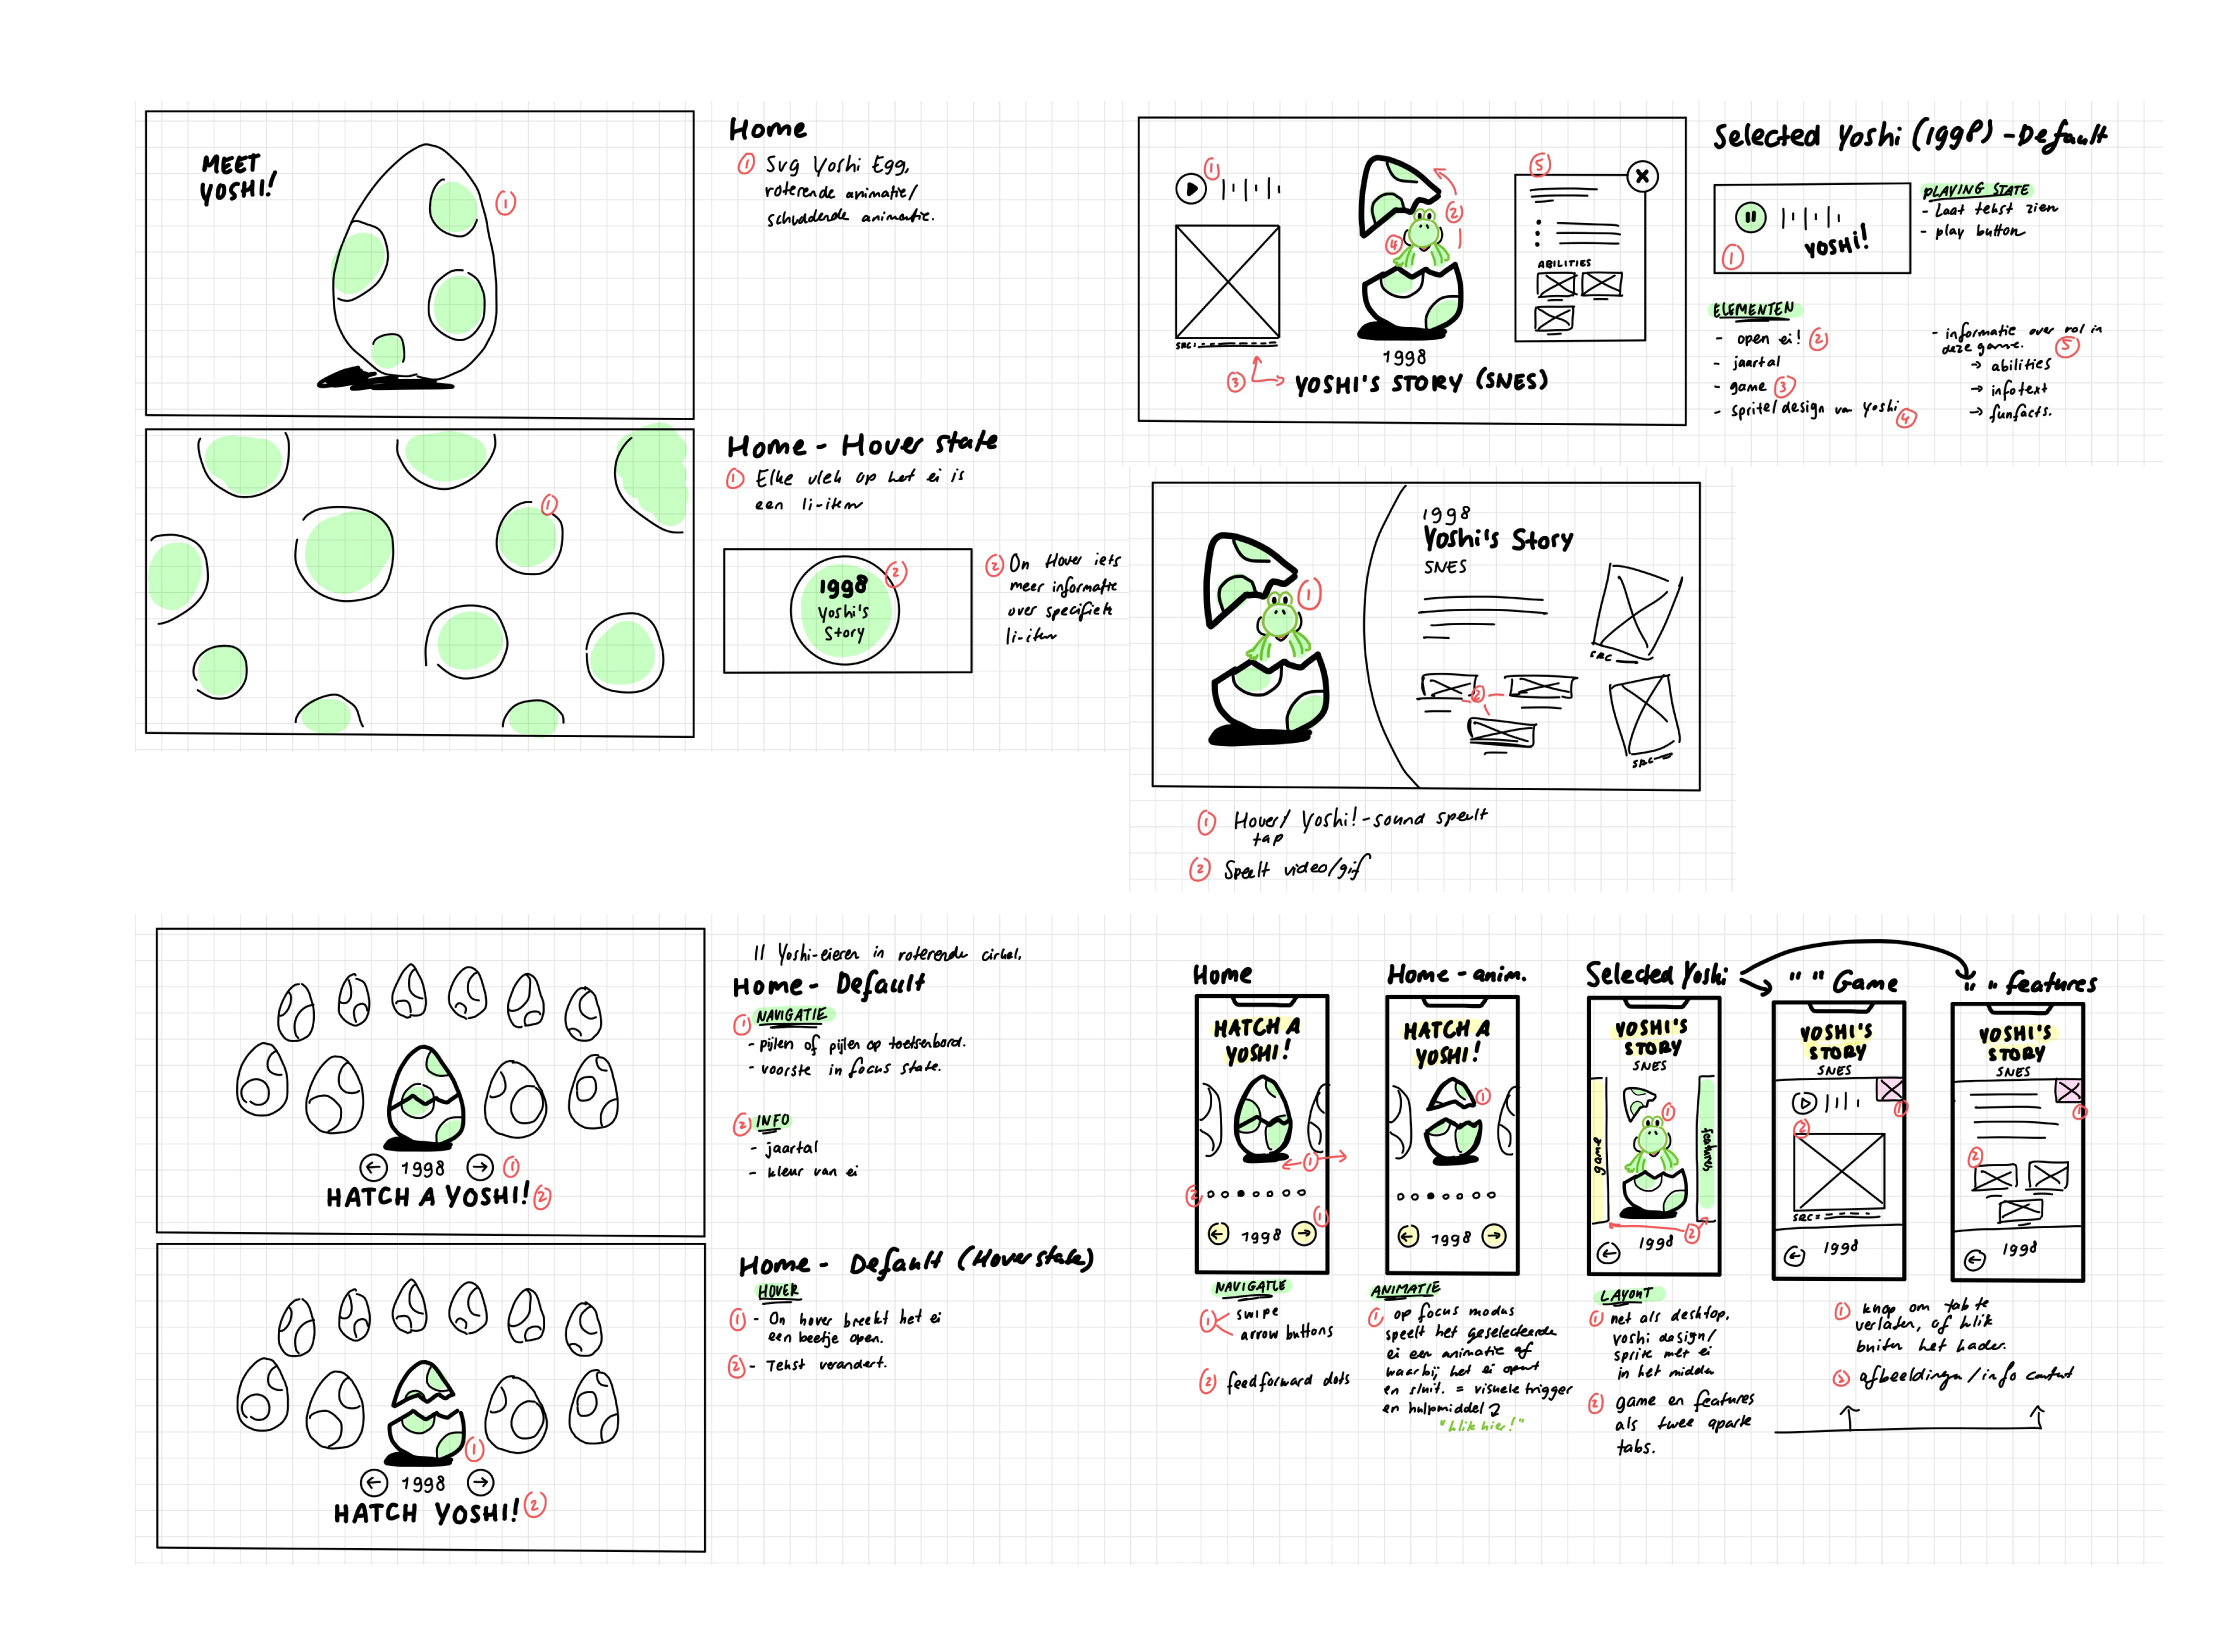 MEET
YOSHI!
1
Home
1 Svg Yoshi Egg,
roterende animatie/
schuddende animatie.
Home - Hover state
1 Elke vlek op het ei is
een li-item
1
1998
Yoshi's
Story
2
2 On Hover iets
meer informatie
over specifiek
li-item
1
SRC:
2
4
1998
3
YOSHI'S STORY (SNES)
5
ABILITIES
Selected Yoshi (1998) - Default
YOSHI!
1
PLAYING STATE
- Laat tekst zien
- play button
ELEMENTEN
- open ei! 2
- jaartal
- game 3
- sprite/design van Yoshi 4
- informatie over rol in
deze game. 5
→ abilities
→ infotext
→ funfacts.
1
1998
Yoshi's Story
SNES
SRC
2
SRC
1 Hover/ Yoshi! - sound speelt
tap
2 Speelt video/gif
← 1998 → 1
HATCH A YOSHI! 2
11 Yoshi-eieren in roterende cirkel.
Home - Default
1 NAVIGATIE
- pijlen of pijlen op toetsenbord.
- voorste in focus state.
2 INFO
- jaartal
- kleur van ei
1
← 1998 →
HATCH YOSHI! 2
Home - Default (Hover state)
HOVER
1 - On hover breekt het ei
een beetje open.
2 - Tekst verandert.
Home
HATCH A
YOSHI!
1
2
1
← 1998 →
NAVIGATIE
1 swipe
arrow buttons
2 feedforward dots
Home - anim.
HATCH A
YOSHI!
1
← 1998 →
ANIMATIE
1 op focus modus
speelt het geselecteerde
ei een animatie af
waarbij het ei opent
en sluit. = visuele trigger
en hulpmiddel
"klik hier!"
Selected Yoshi
YOSHI'S
STORY
SNES
game
1
features
2
← 1998
LAYOUT
1 net als desktop.
Yoshi design/
sprite met ei
in het midden
2 game en features
als twee aparte
tabs.
" " Game
YOSHI'S
STORY
SNES
1
2
SRC:
← 1998
" " features
YOSHI'S
STORY
SNES
1
2
← 1998
1 knop om tab te
verlaten, of klik
buiten het kader.
2 afbeeldingen/info content